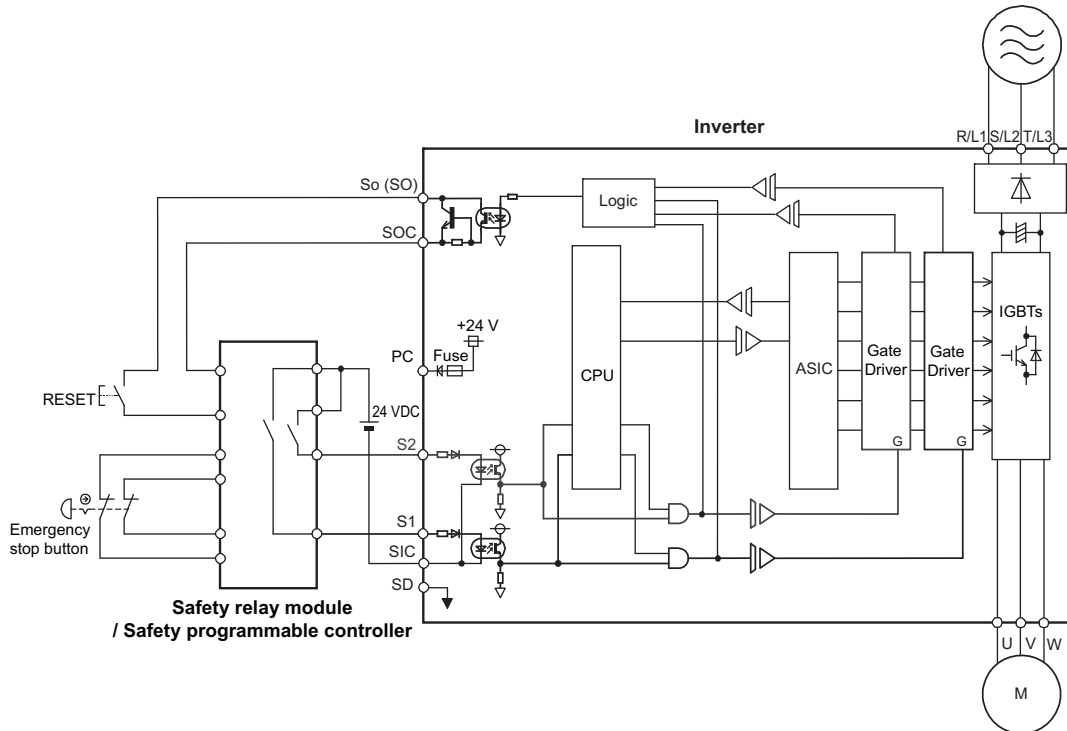 Inverter
R/L1 S/L2 T/L3
So (SO)
SOC
Logic
+24 V
PC
Fuse
CPU
ASIC
Gate
Driver
G
Gate
Driver
G
IGBTs
RESET
24 VDC
S2
S1
SIC
SD
Emergency
stop button
Safety relay module
/ Safety programmable controller
U V W
M